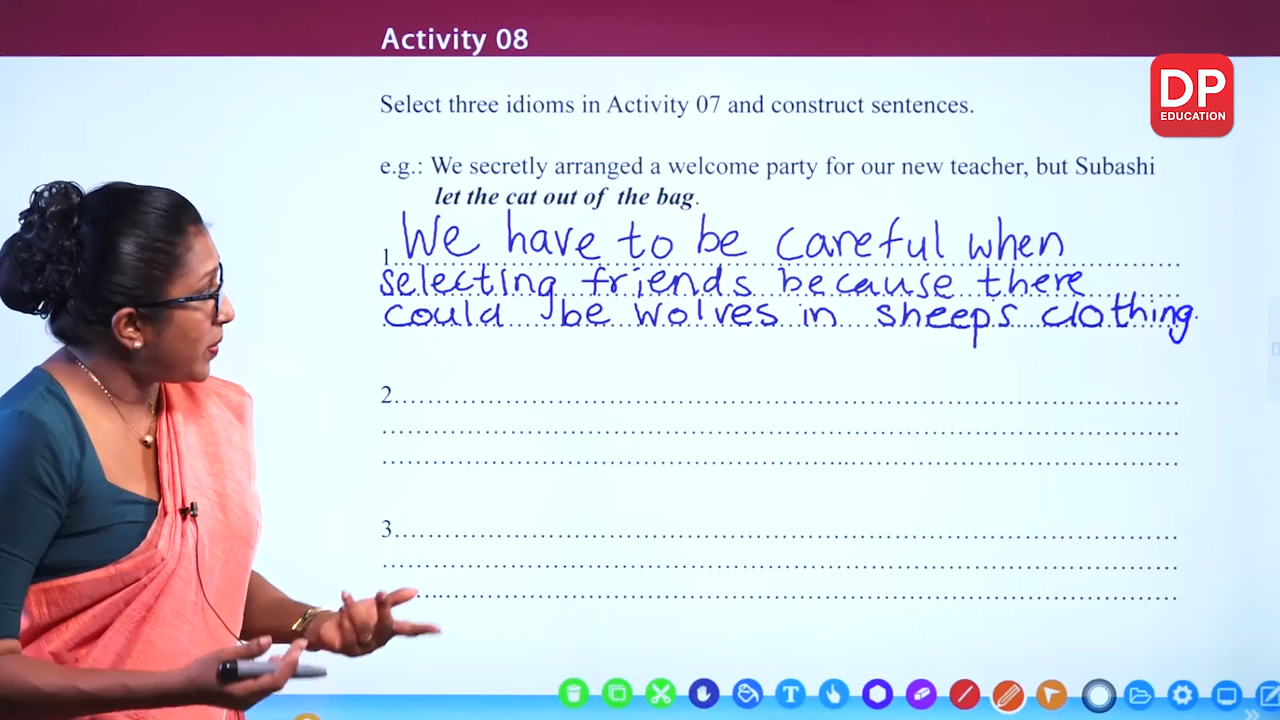 Activity 08
DP
EDUCATION
Select three idioms in Activity 07 and construct sentences.
e.g.: We secretly arranged a welcome party for our new teacher, but Subashi
let the cat out of the bag.
1. We have to be careful when
selecting friends because there
could be wolves in sheep's clothing.
2.
3.